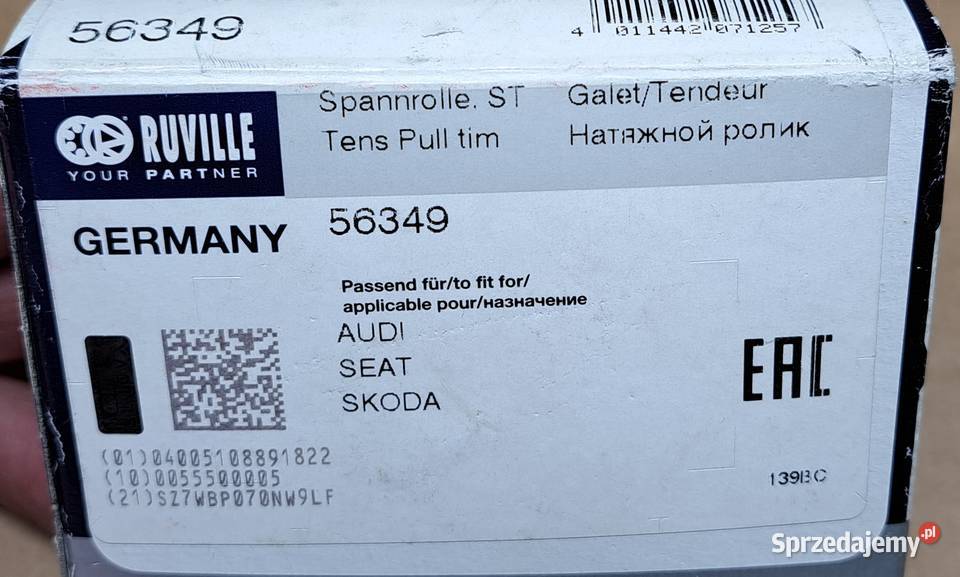 56349
4 011442 071257
RUVILLE
YOUR PARTNER
Spannrolle. ST
Tens Pull tim
Galet/Tendeur
Натяжной ролик
GERMANY
56349
Passend für/to fit for/
applicable pour/назначение
AUDI
SEAT
SKODA
EAC
(01)04005108891822
(10)0055500005
(21)SZ7WBP070NW9LF
139BC
Sprzedajemy.pl